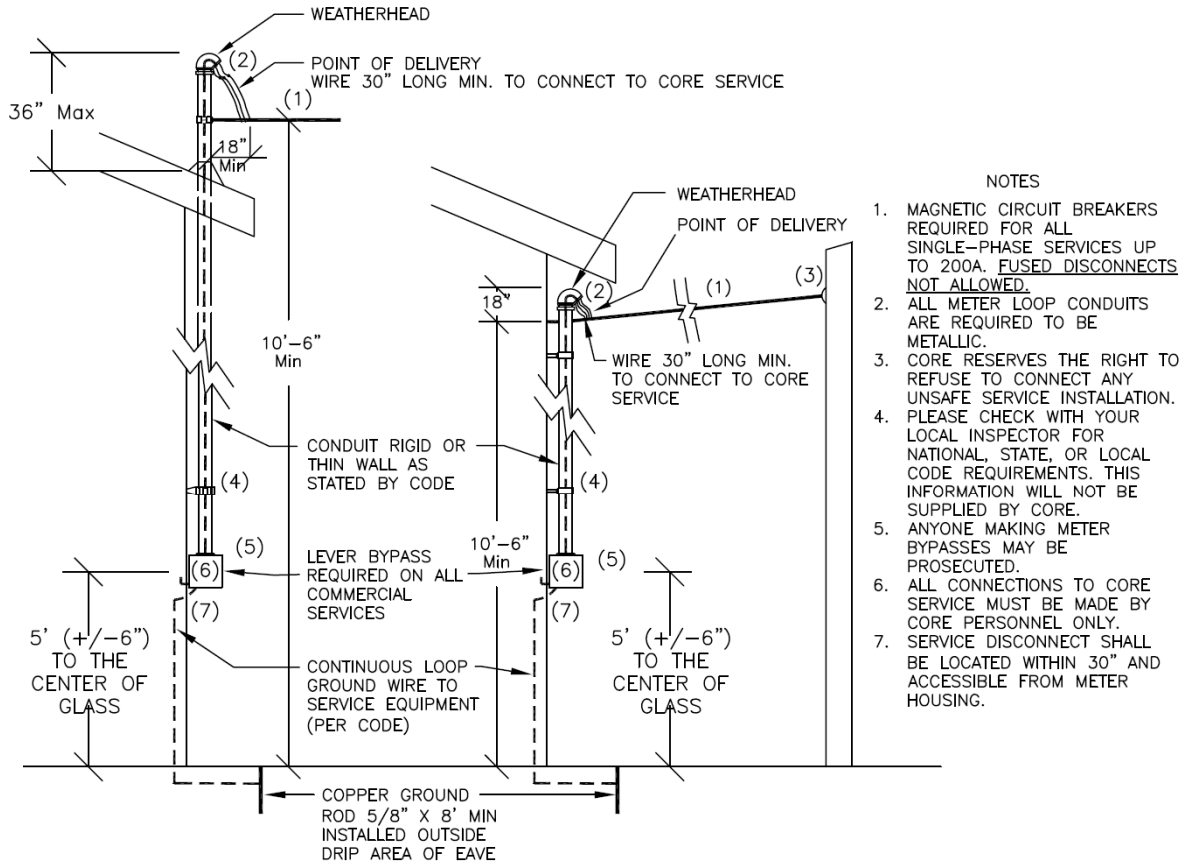 WEATHERHEAD
(2)
POINT OF DELIVERY
WIRE 30" LONG MIN. TO CONNECT TO CORE SERVICE
(1)
36" Max
18"
Min
10'-6"
Min
CONDUIT RIGID OR
THIN WALL AS
STATED BY CODE
(4)
(5)
LEVER BYPASS
REQUIRED ON ALL
COMMERCIAL
SERVICES
(6)
(7)
5' (+/-6")
TO THE
CENTER OF
GLASS
CONTINUOUS LOOP
GROUND WIRE TO
SERVICE EQUIPMENT
(PER CODE)
COPPER GROUND
ROD 5/8" X 8' MIN
INSTALLED OUTSIDE
DRIP AREA OF EAVE
WEATHERHEAD
POINT OF DELIVERY
(2)
(1)
(3)
18"
WIRE 30" LONG MIN.
TO CONNECT TO CORE
SERVICE
(4)
10'-6"
Min
(5)
(6)
(7)
5' (+/-6")
TO THE
CENTER OF
GLASS
NOTES
1. MAGNETIC CIRCUIT BREAKERS
REQUIRED FOR ALL
SINGLE-PHASE SERVICES UP
TO 200A. FUSED DISCONNECTS
NOT ALLOWED.
2. ALL METER LOOP CONDUITS
ARE REQUIRED TO BE
METALLIC.
3. CORE RESERVES THE RIGHT TO
REFUSE TO CONNECT ANY
UNSAFE SERVICE INSTALLATION.
4. PLEASE CHECK WITH YOUR
LOCAL INSPECTOR FOR
NATIONAL, STATE, OR LOCAL
CODE REQUIREMENTS. THIS
INFORMATION WILL NOT BE
SUPPLIED BY CORE.
5. ANYONE MAKING METER
BYPASSES MAY BE
PROSECUTED.
6. ALL CONNECTIONS TO CORE
SERVICE MUST BE MADE BY
CORE PERSONNEL ONLY.
7. SERVICE DISCONNECT SHALL
BE LOCATED WITHIN 30" AND
ACCESSIBLE FROM METER
HOUSING.